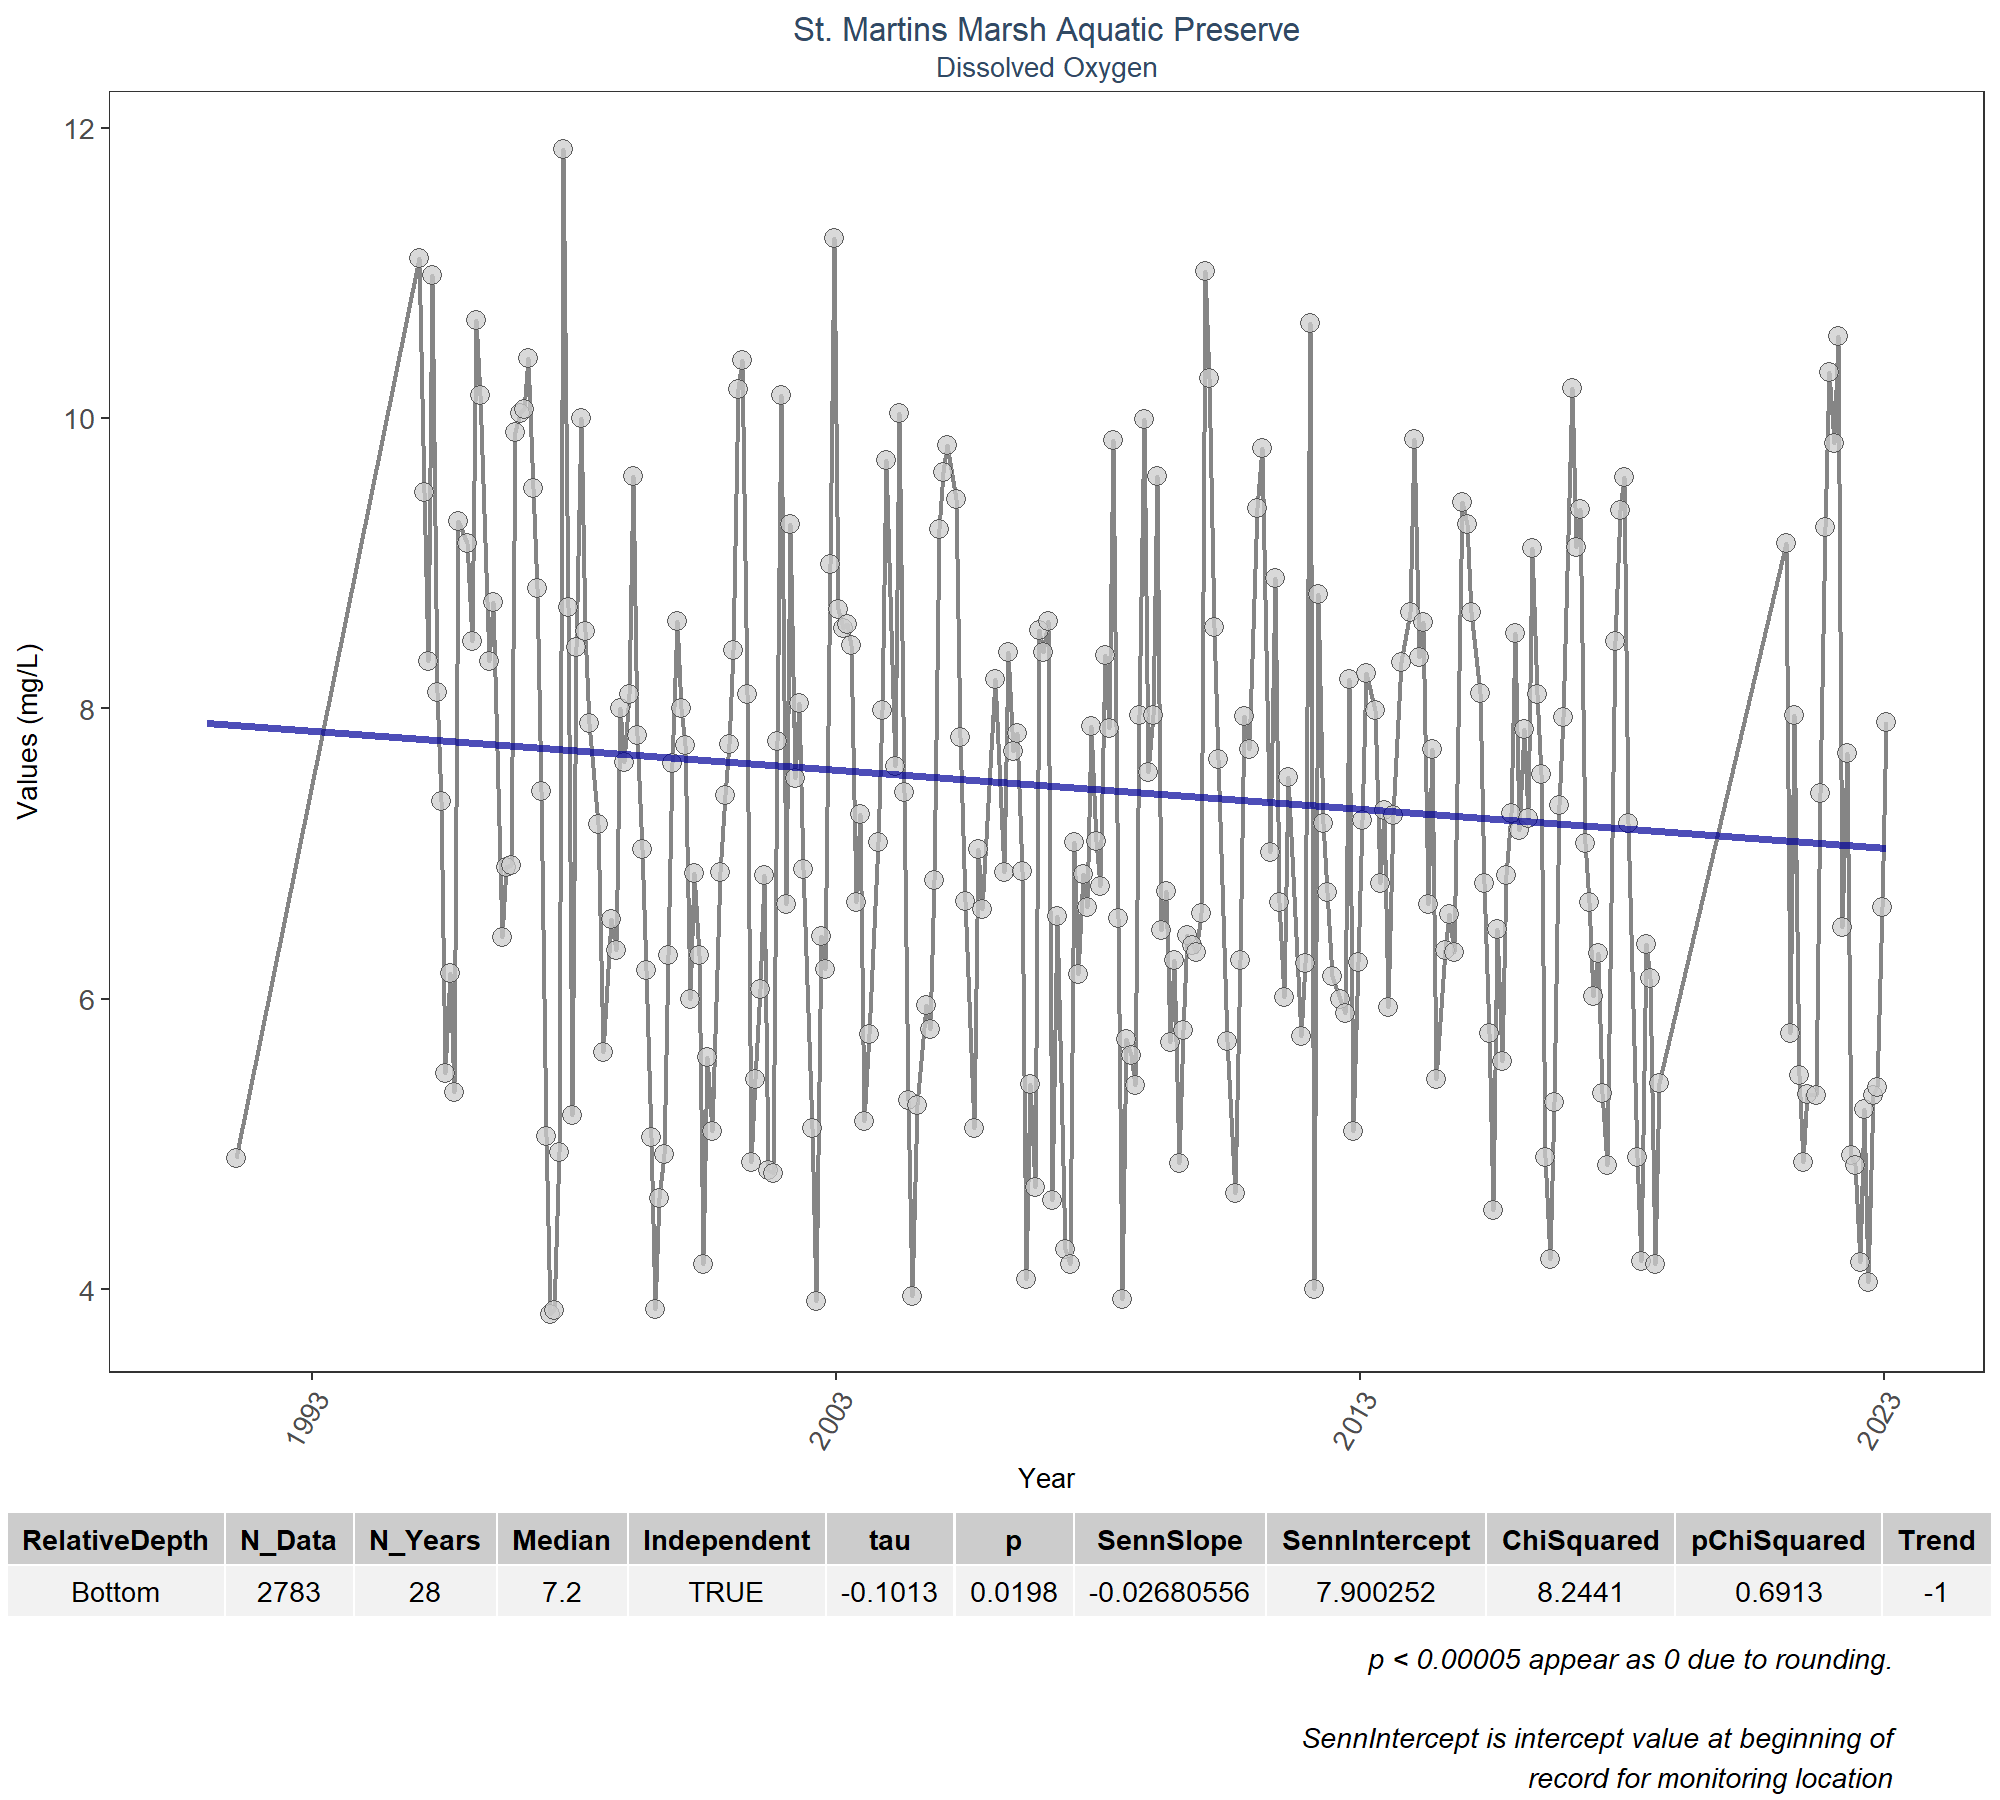 St. Martins Marsh Aquatic Preserve
Dissolved Oxygen
12
10
8
6
4
Values (mg/L)
1993
2003
2013
2023
Year
RelativeDepth N_Data N_Years Median Independent tau p SennSlope SennIntercept ChiSquared pChiSquared Trend
Bottom 2783 28 7.2 TRUE -0.1013 0.0198 -0.02680556 7.900252 8.2441 0.6913 -1
p < 0.00005 appear as 0 due to rounding.
SennIntercept is intercept value at beginning of
record for monitoring location